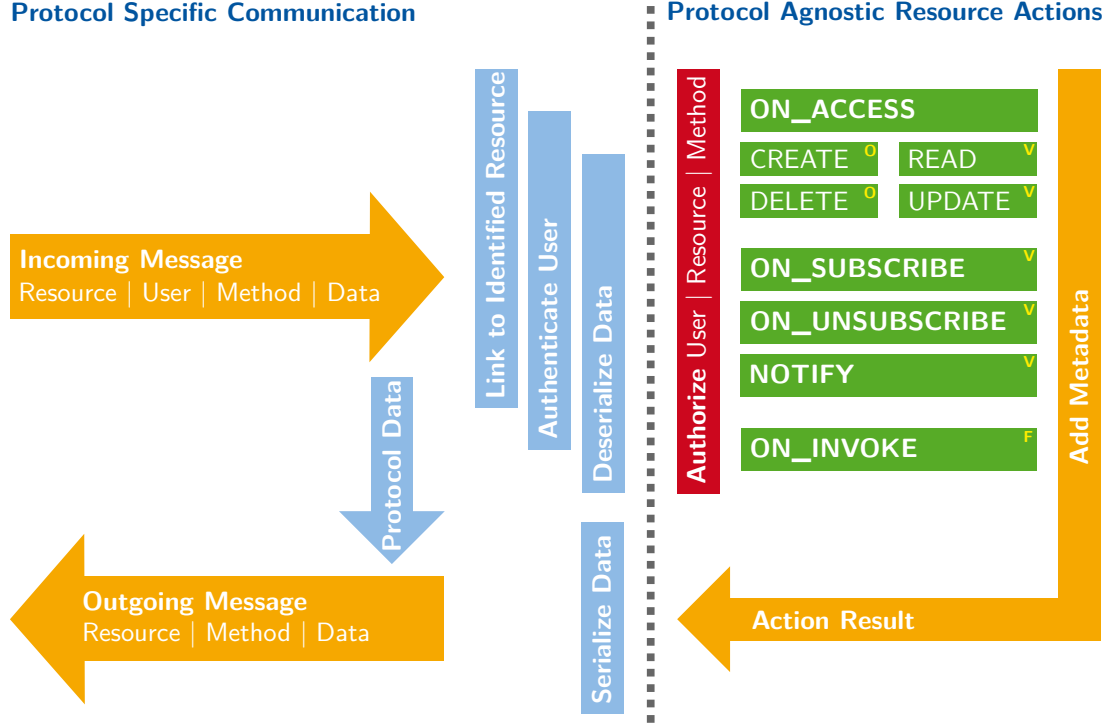 Protocol Specific Communication
Protocol Agnostic Resource Actions
Incoming Message
Resource | User | Method | Data
Protocol Data
Outgoing Message
Resource | Method | Data
Link to Identified Resource
Authenticate User
Deserialize Data
Serialize Data
Authorize User | Resource | Method
ON_ACCESS
CREATE O
READ V
DELETE O
UPDATE V
ON_SUBSCRIBE V
ON_UNSUBSCRIBE V
NOTIFY V
ON_INVOKE F
Add Metadata
Action Result